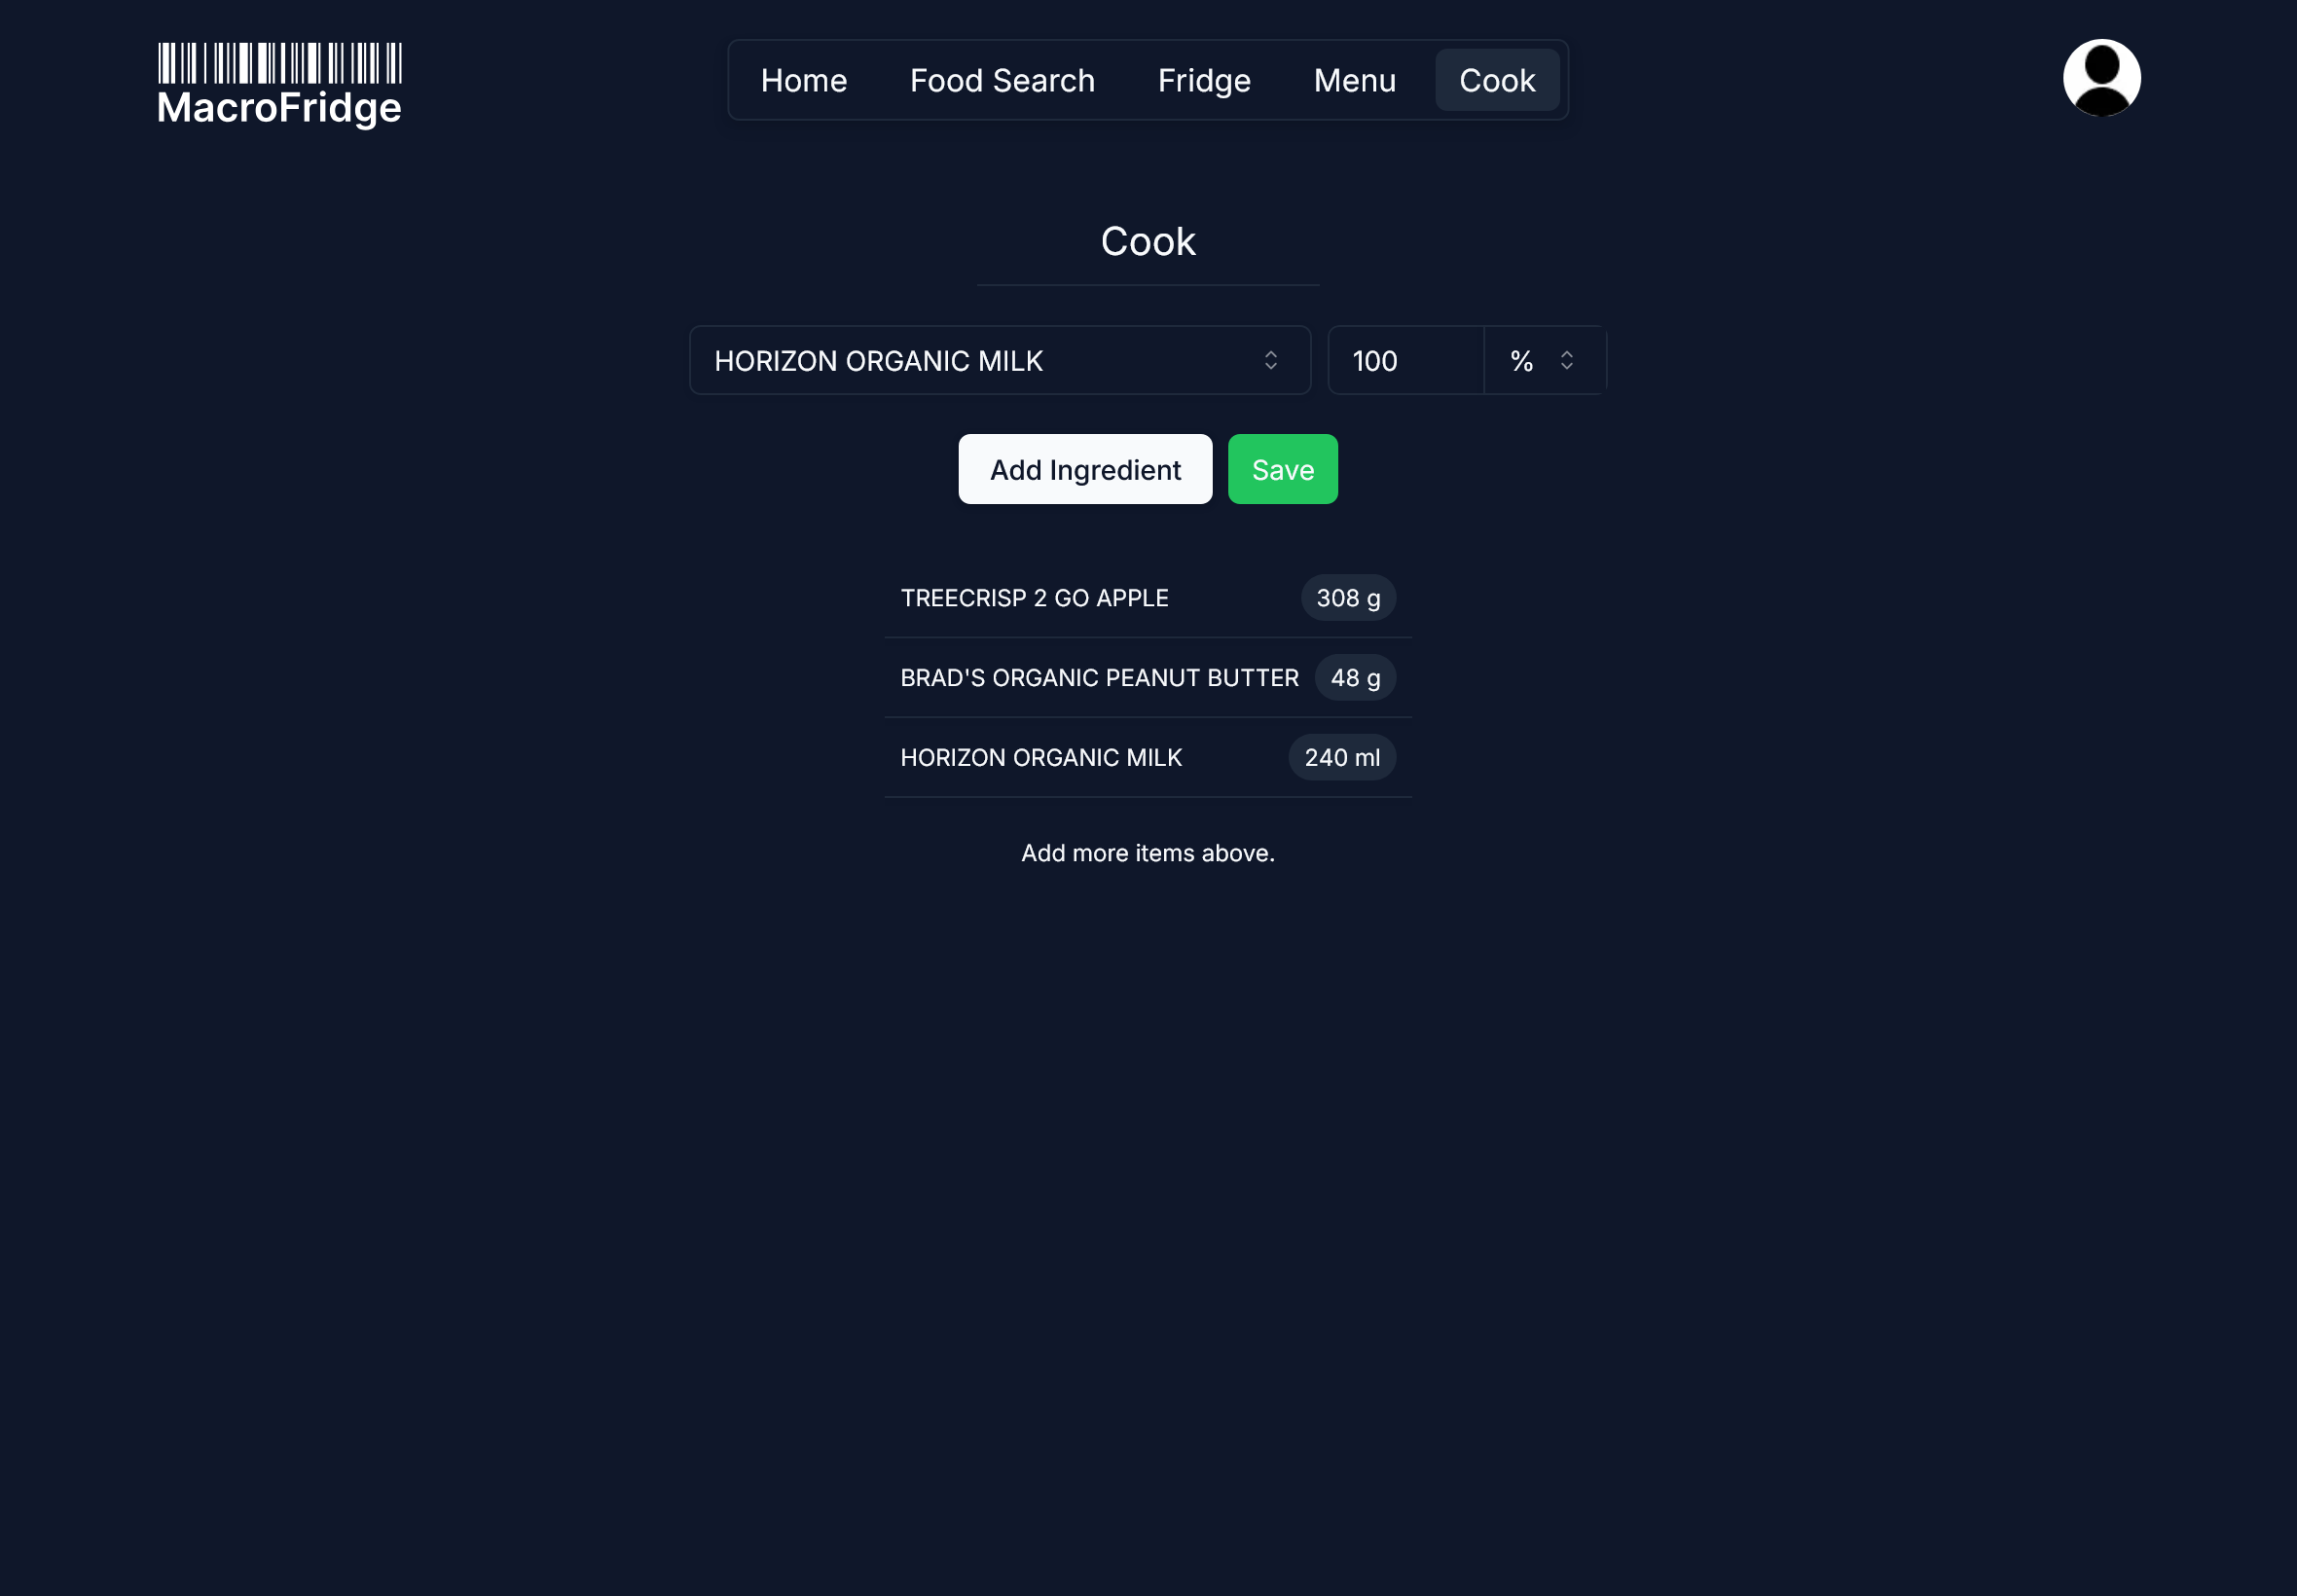 MacroFridge
Home Food Search Fridge Menu Cook
Cook
HORIZON ORGANIC MILK 100 %
Add Ingredient Save
TREECRISP 2 GO APPLE 308 g
BRAD'S ORGANIC PEANUT BUTTER 48 g
HORIZON ORGANIC MILK 240 ml
Add more items above.